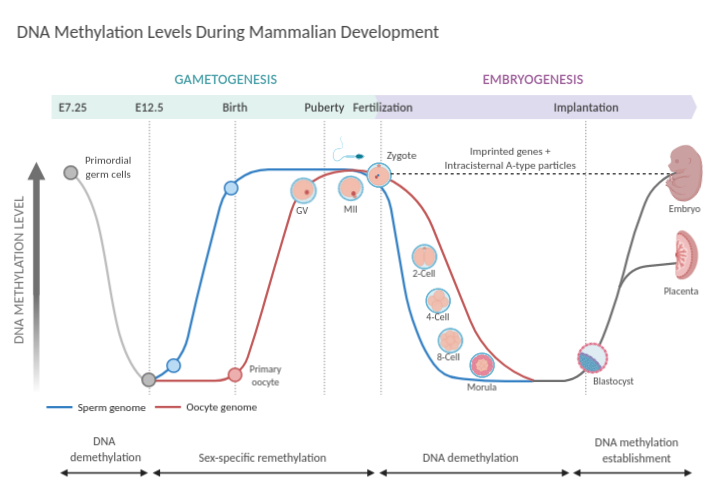 DNA Methylation Levels During Mammalian Development
GAMETOGENESIS
EMBRYOGENESIS
E7.25
E12.5
Birth
Puberty
Fertilization
Implantation
Primordial
germ cells
Zygote
Imprinted genes +
Intracisternal A-type particles
GV
MII
Embryo
DNA METHYLATION LEVEL
2-Cell
4-Cell
8-Cell
Morula
Placenta
Primary
oocyte
Blastocyst
Sperm genome
Oocyte genome
DNA
demethylation
Sex-specific remethylation
DNA demethylation
DNA methylation
establishment